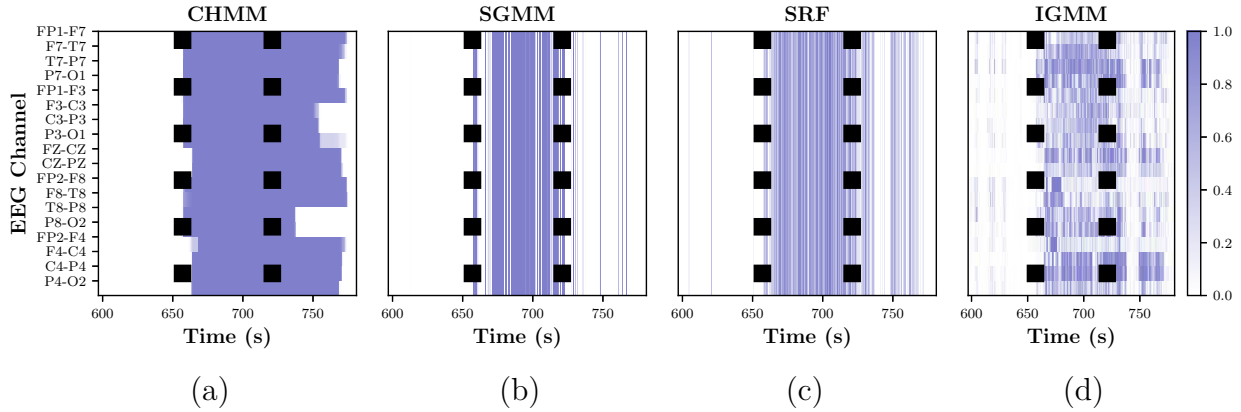 CHMM SGMM SRF IGMM
EEG Channel
FP1-F7
F7-T7
T7-P7
P7-O1
FP1-F3
F3-C3
C3-P3
P3-O1
FZ-CZ
CZ-PZ
FP2-F8
F8-T8
T8-P8
P8-O2
FP2-F4
F4-C4
C4-P4
P4-O2
1.0
0.8
0.6
0.4
0.2
0.0
600 650 700 750 600 650 700 750 600 650 700 750 600 650 700 750
Time (s) Time (s) Time (s) Time (s)
(a) (b) (c) (d)